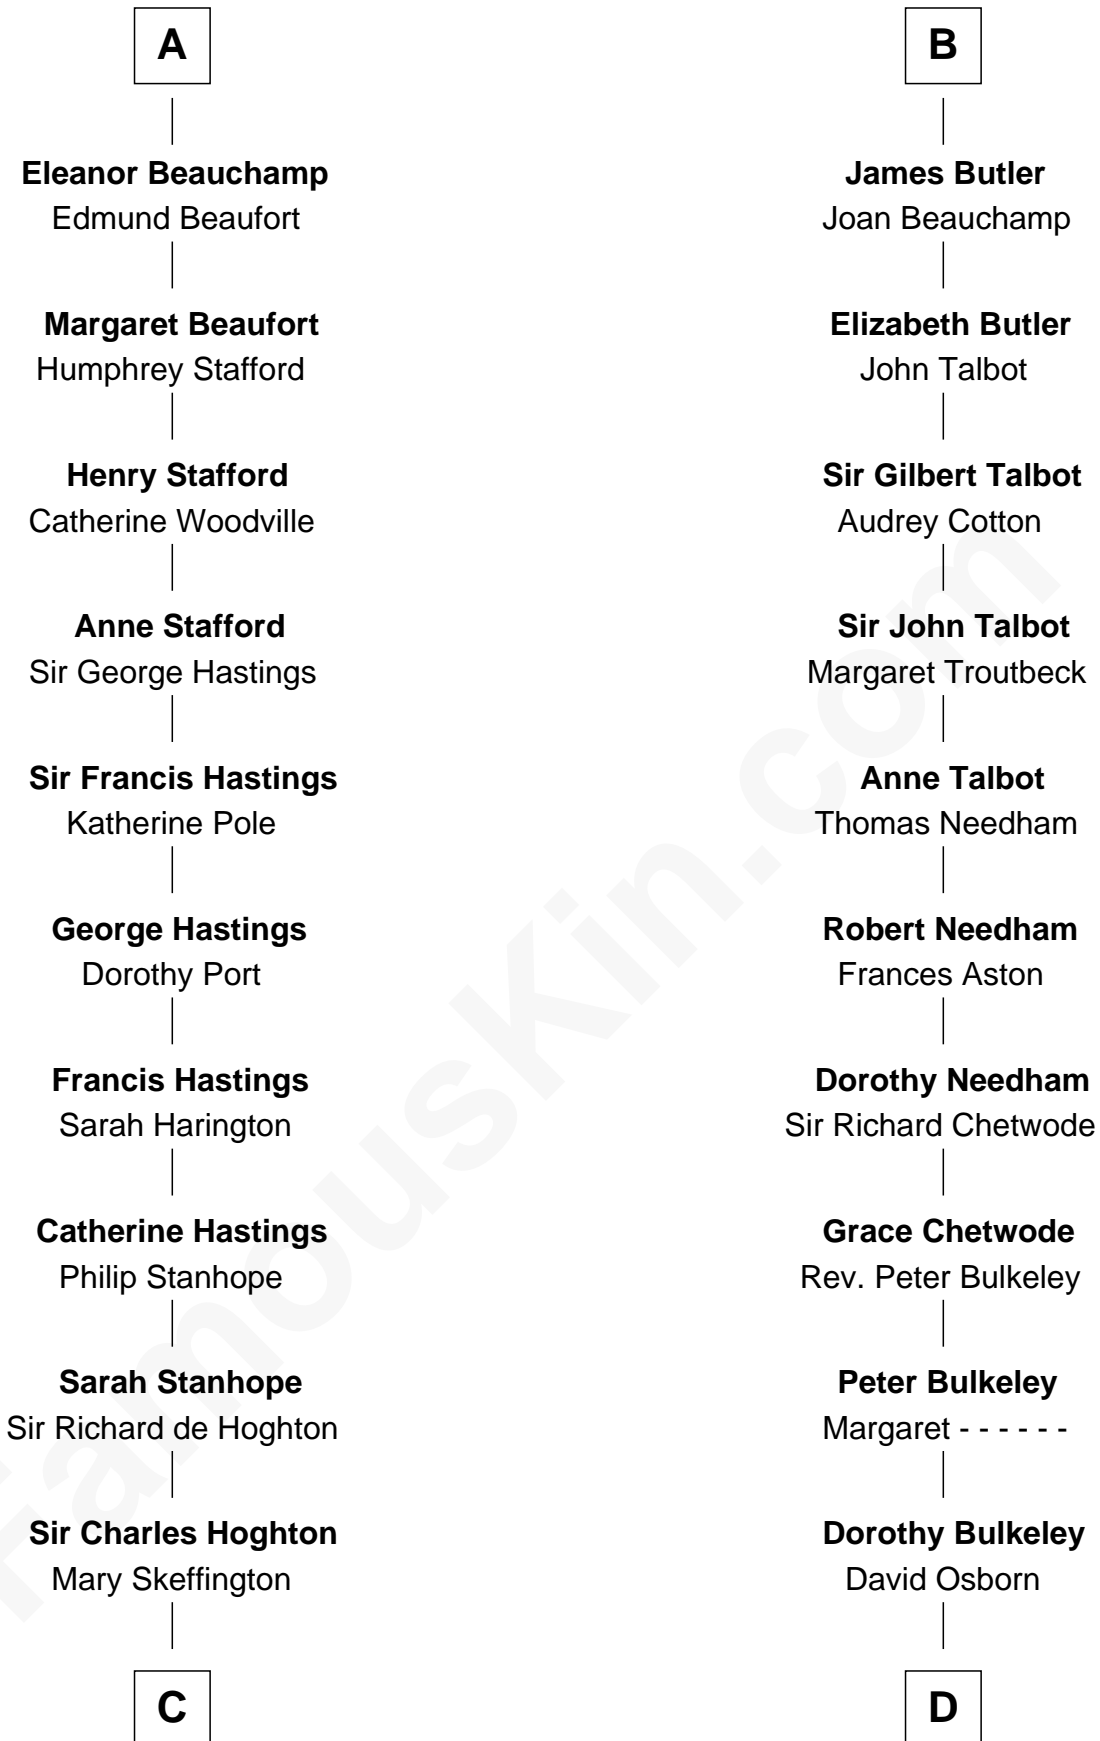 A
Eleanor Beauchamp
Edmund Beaufort
Margaret Beaufort
Humphrey Stafford
Henry Stafford
Catherine Woodville
Anne Stafford
Sir George Hastings
Sir Francis Hastings
Katherine Pole
George Hastings
Dorothy Port
Francis Hastings
Sarah Harington
Catherine Hastings
Philip Stanhope
Sarah Stanhope
Sir Richard de Hoghton
Sir Charles Hoghton
Mary Skeffington
C
B
James Butler
Joan Beauchamp
Elizabeth Butler
John Talbot
Sir Gilbert Talbot
Audrey Cotton
Sir John Talbot
Margaret Troutbeck
Anne Talbot
Thomas Needham
Robert Needham
Frances Aston
Dorothy Needham
Sir Richard Chetwode
Grace Chetwode
Rev. Peter Bulkeley
Peter Bulkeley
Margaret - - - - - -
Dorothy Bulkeley
David Osborn
D
FamousKin.com